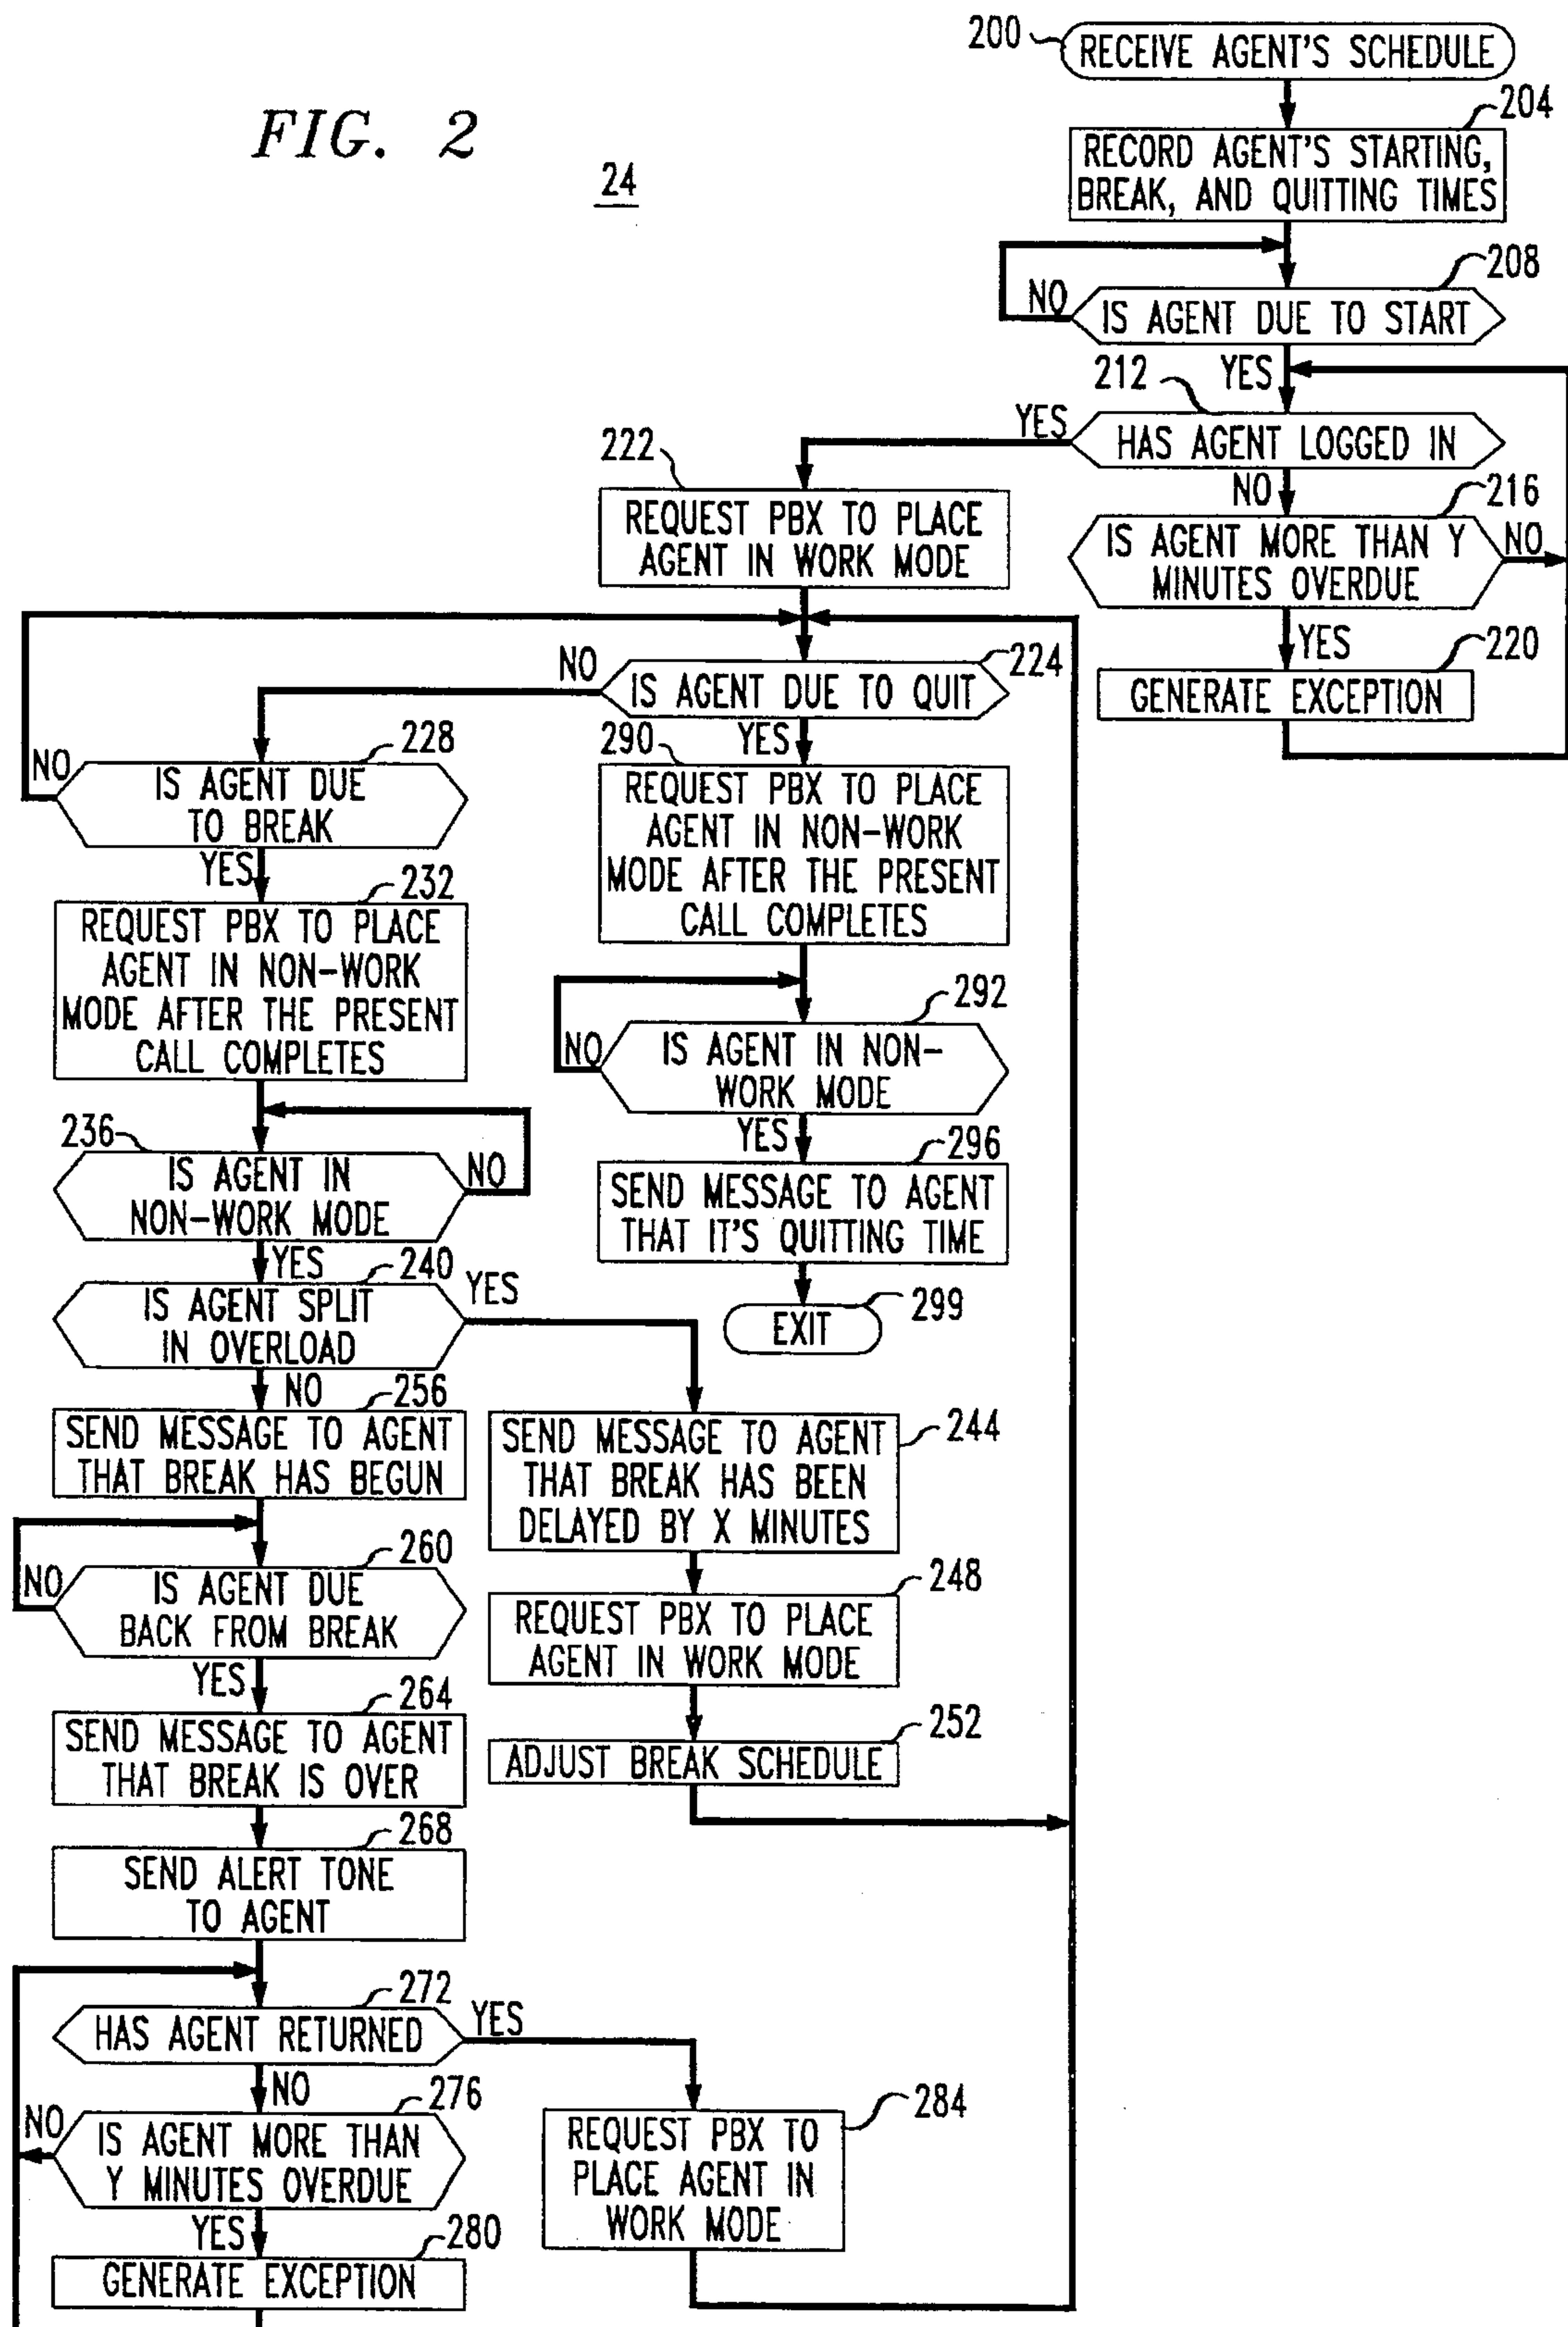 FIG. 2
24
200
RECEIVE AGENT'S SCHEDULE
204
RECORD AGENT'S STARTING,
BREAK, AND QUITTING TIMES
208
NO
IS AGENT DUE TO START
212
YES
YES
HAS AGENT LOGGED IN
NO
216
IS AGENT MORE THAN Y
MINUTES OVERDUE
NO
YES
220
GENERATE EXCEPTION
222
REQUEST PBX TO PLACE
AGENT IN WORK MODE
NO
224
IS AGENT DUE TO QUIT
YES
228
NO
IS AGENT DUE
TO BREAK
YES
232
REQUEST PBX TO PLACE
AGENT IN NON-WORK
MODE AFTER THE PRESENT
CALL COMPLETES
236
IS AGENT IN
NON-WORK MODE
NO
YES
240
IS AGENT SPLIT
IN OVERLOAD
YES
NO
256
SEND MESSAGE TO AGENT
THAT BREAK HAS BEGUN
260
NO
IS AGENT DUE
BACK FROM BREAK
YES
264
SEND MESSAGE TO AGENT
THAT BREAK IS OVER
268
SEND ALERT TONE
TO AGENT
272
HAS AGENT RETURNED
YES
NO
276
NO
IS AGENT MORE THAN
Y MINUTES OVERDUE
YES
280
GENERATE EXCEPTION
290
REQUEST PBX TO PLACE
AGENT IN NON-WORK
MODE AFTER THE PRESENT
CALL COMPLETES
292
NO
IS AGENT IN NON-
WORK MODE
YES
296
SEND MESSAGE TO AGENT
THAT IT'S QUITTING TIME
299
EXIT
244
SEND MESSAGE TO AGENT
THAT BREAK HAS BEEN
DELAYED BY X MINUTES
248
REQUEST PBX TO PLACE
AGENT IN WORK MODE
252
ADJUST BREAK SCHEDULE
284
REQUEST PBX TO
PLACE AGENT IN
WORK MODE